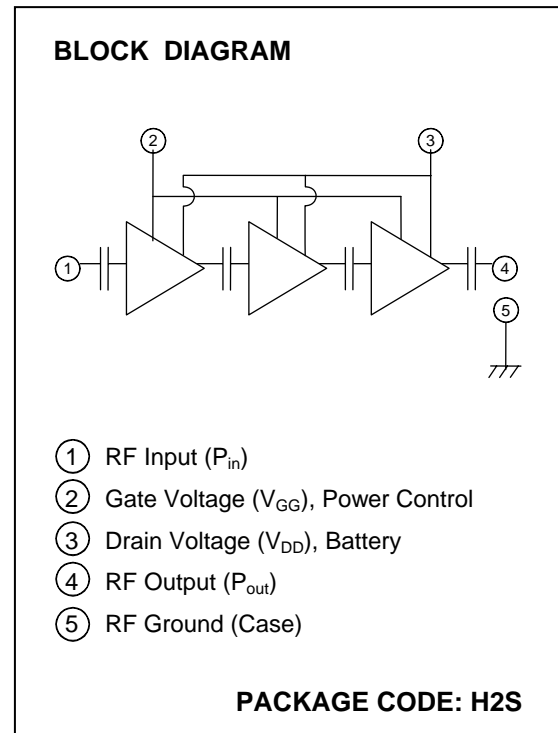 BLOCK DIAGRAM
2 3
1 4
5
1 RF Input (Pin)
2 Gate Voltage (VGG), Power Control
3 Drain Voltage (VDD), Battery
4 RF Output (Pout)
5 RF Ground (Case)
PACKAGE CODE: H2S